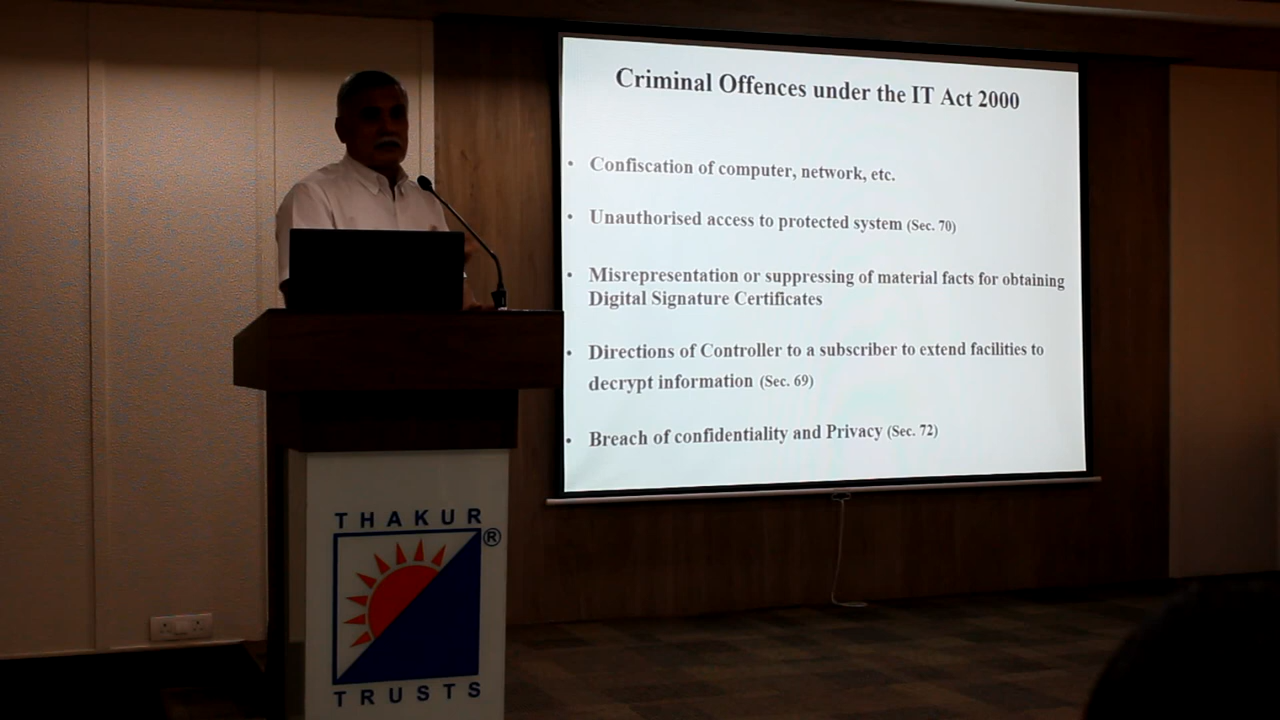 Criminal Offences under the IT Act 2000
• Confiscation of computer, network, etc.
• Unauthorised access to protected system (Sec. 70)
• Misrepresentation or suppressing of material facts for obtaining
Digital Signature Certificates
• Directions of Controller to a subscriber to extend facilities to
decrypt information (Sec. 69)
• Breach of confidentiality and Privacy (Sec. 72)
THAKUR
®
TRUSTS